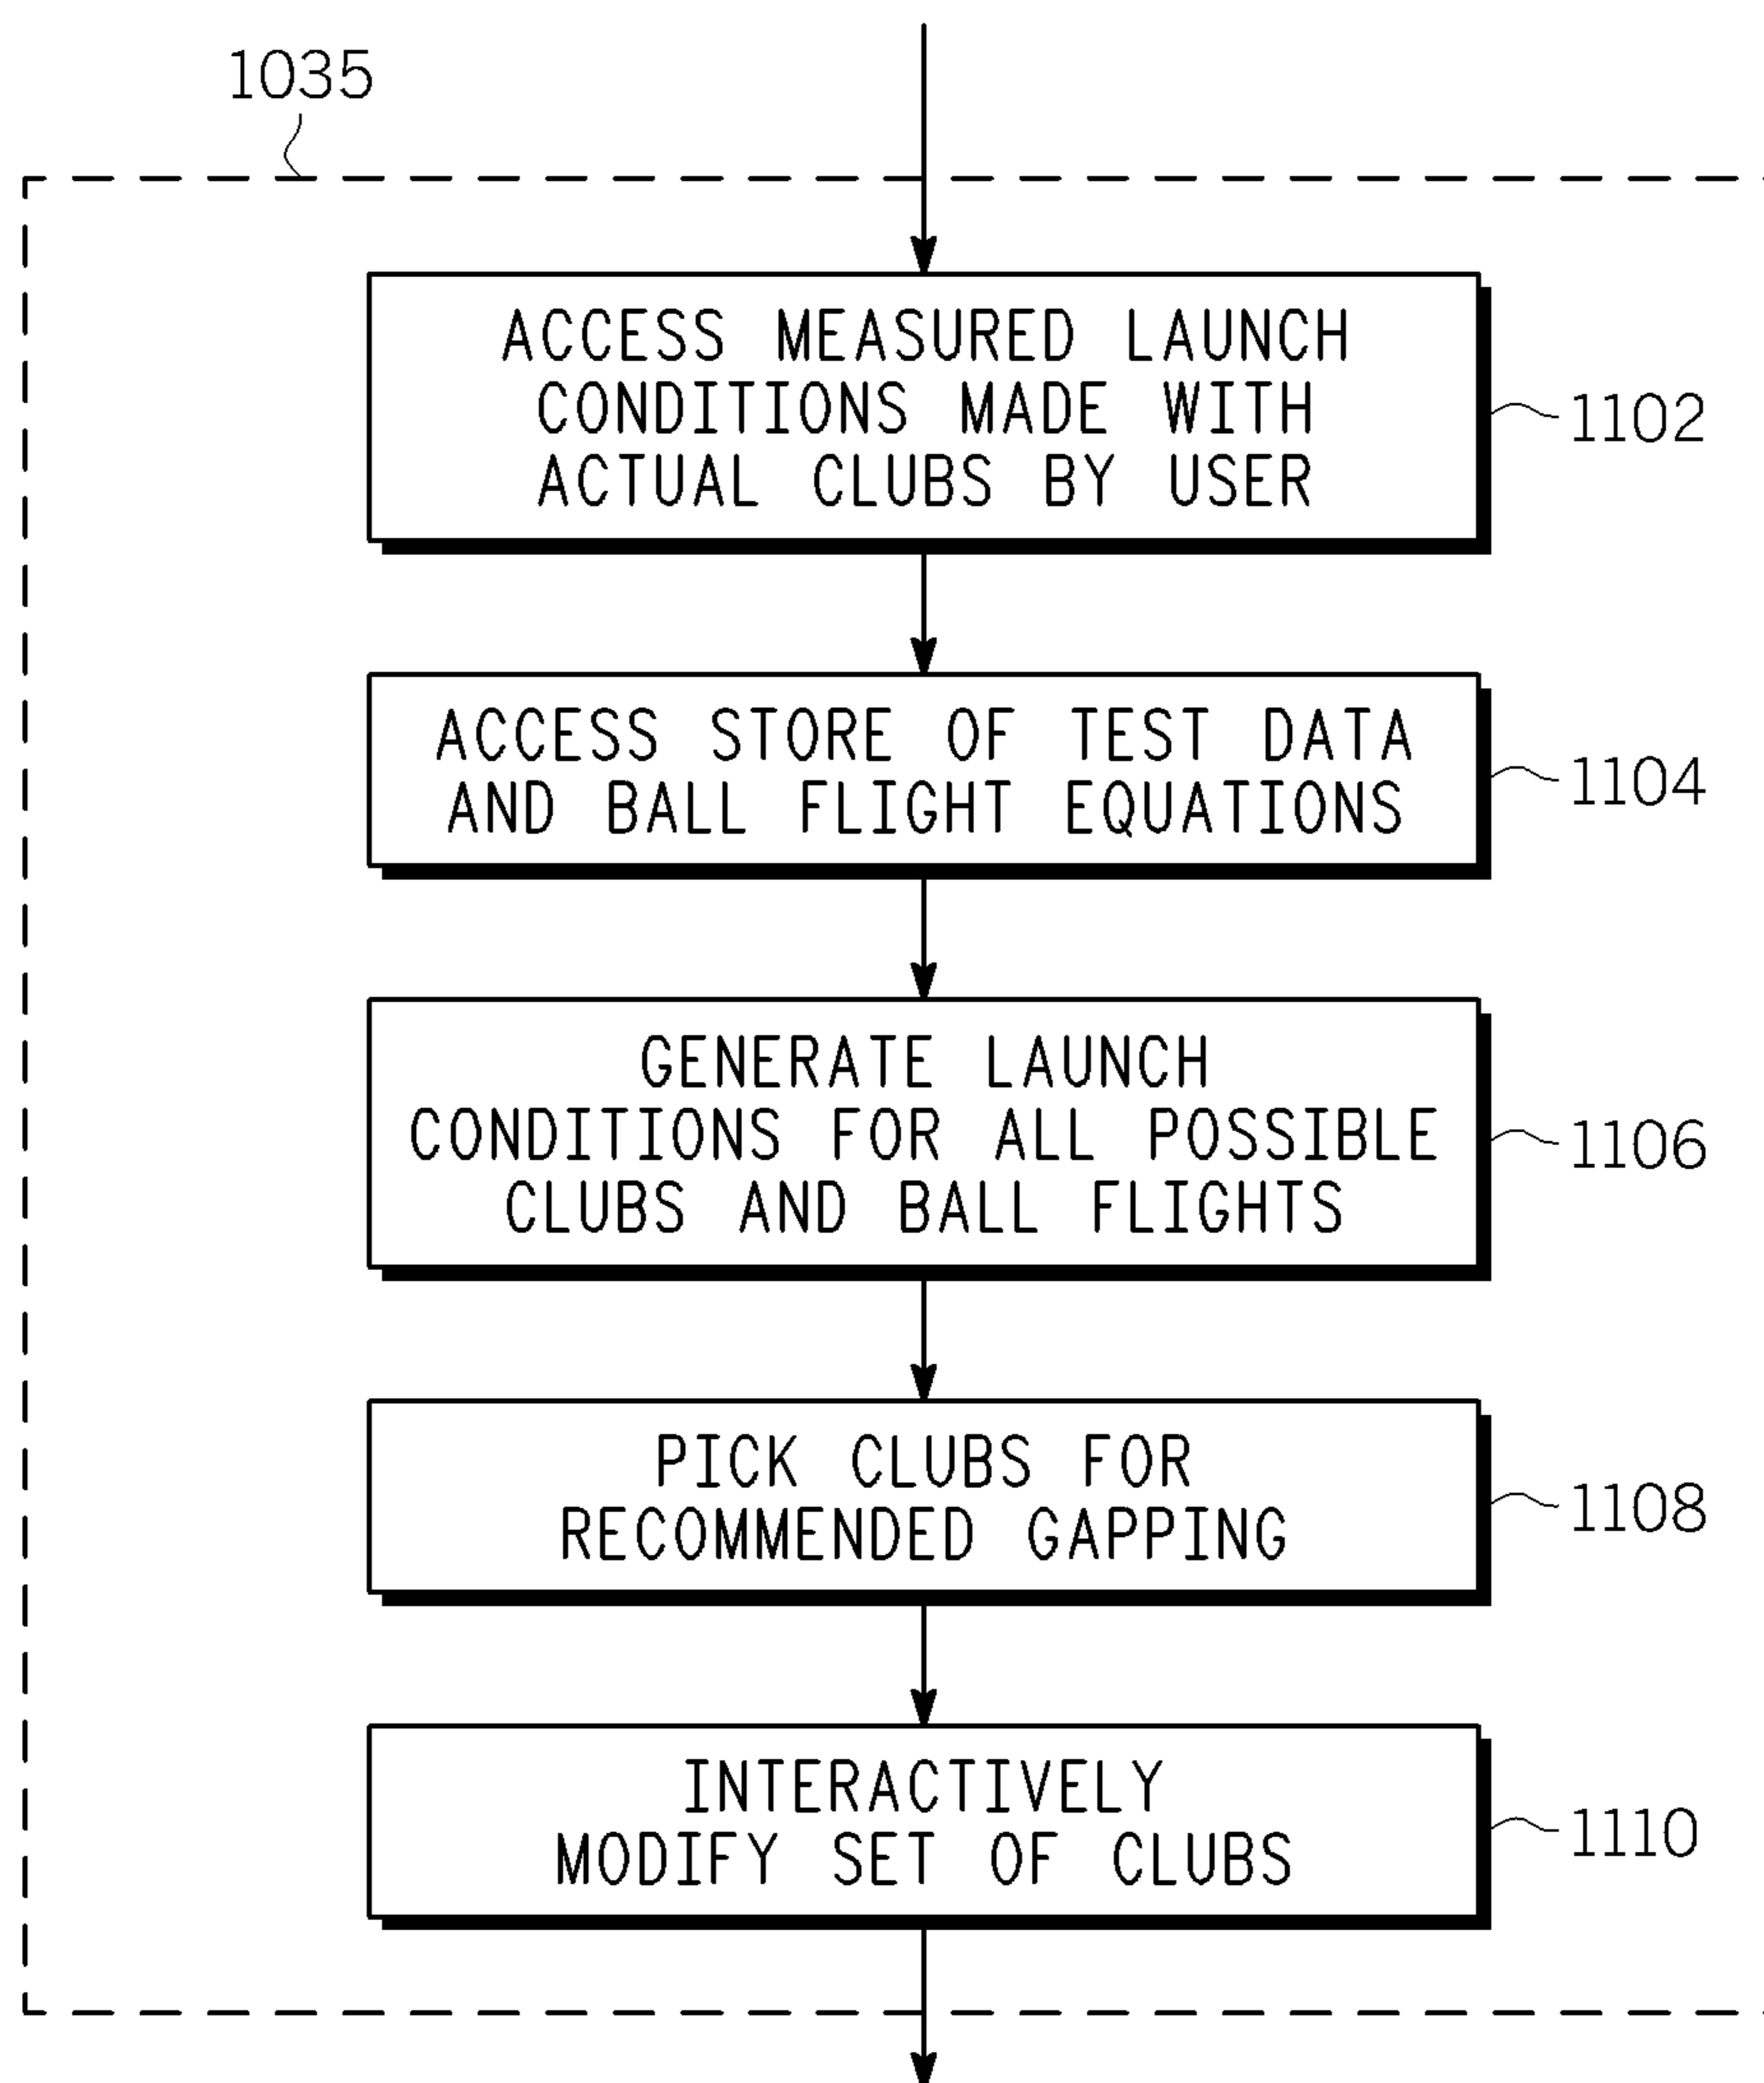 1035
ACCESS MEASURED LAUNCH
CONDITIONS MADE WITH
ACTUAL CLUBS BY USER
1102
ACCESS STORE OF TEST DATA
AND BALL FLIGHT EQUATIONS
1104
GENERATE LAUNCH
CONDITIONS FOR ALL POSSIBLE
CLUBS AND BALL FLIGHTS
1106
PICK CLUBS FOR
RECOMMENDED GAPPING
1108
INTERACTIVELY
MODIFY SET OF CLUBS
1110